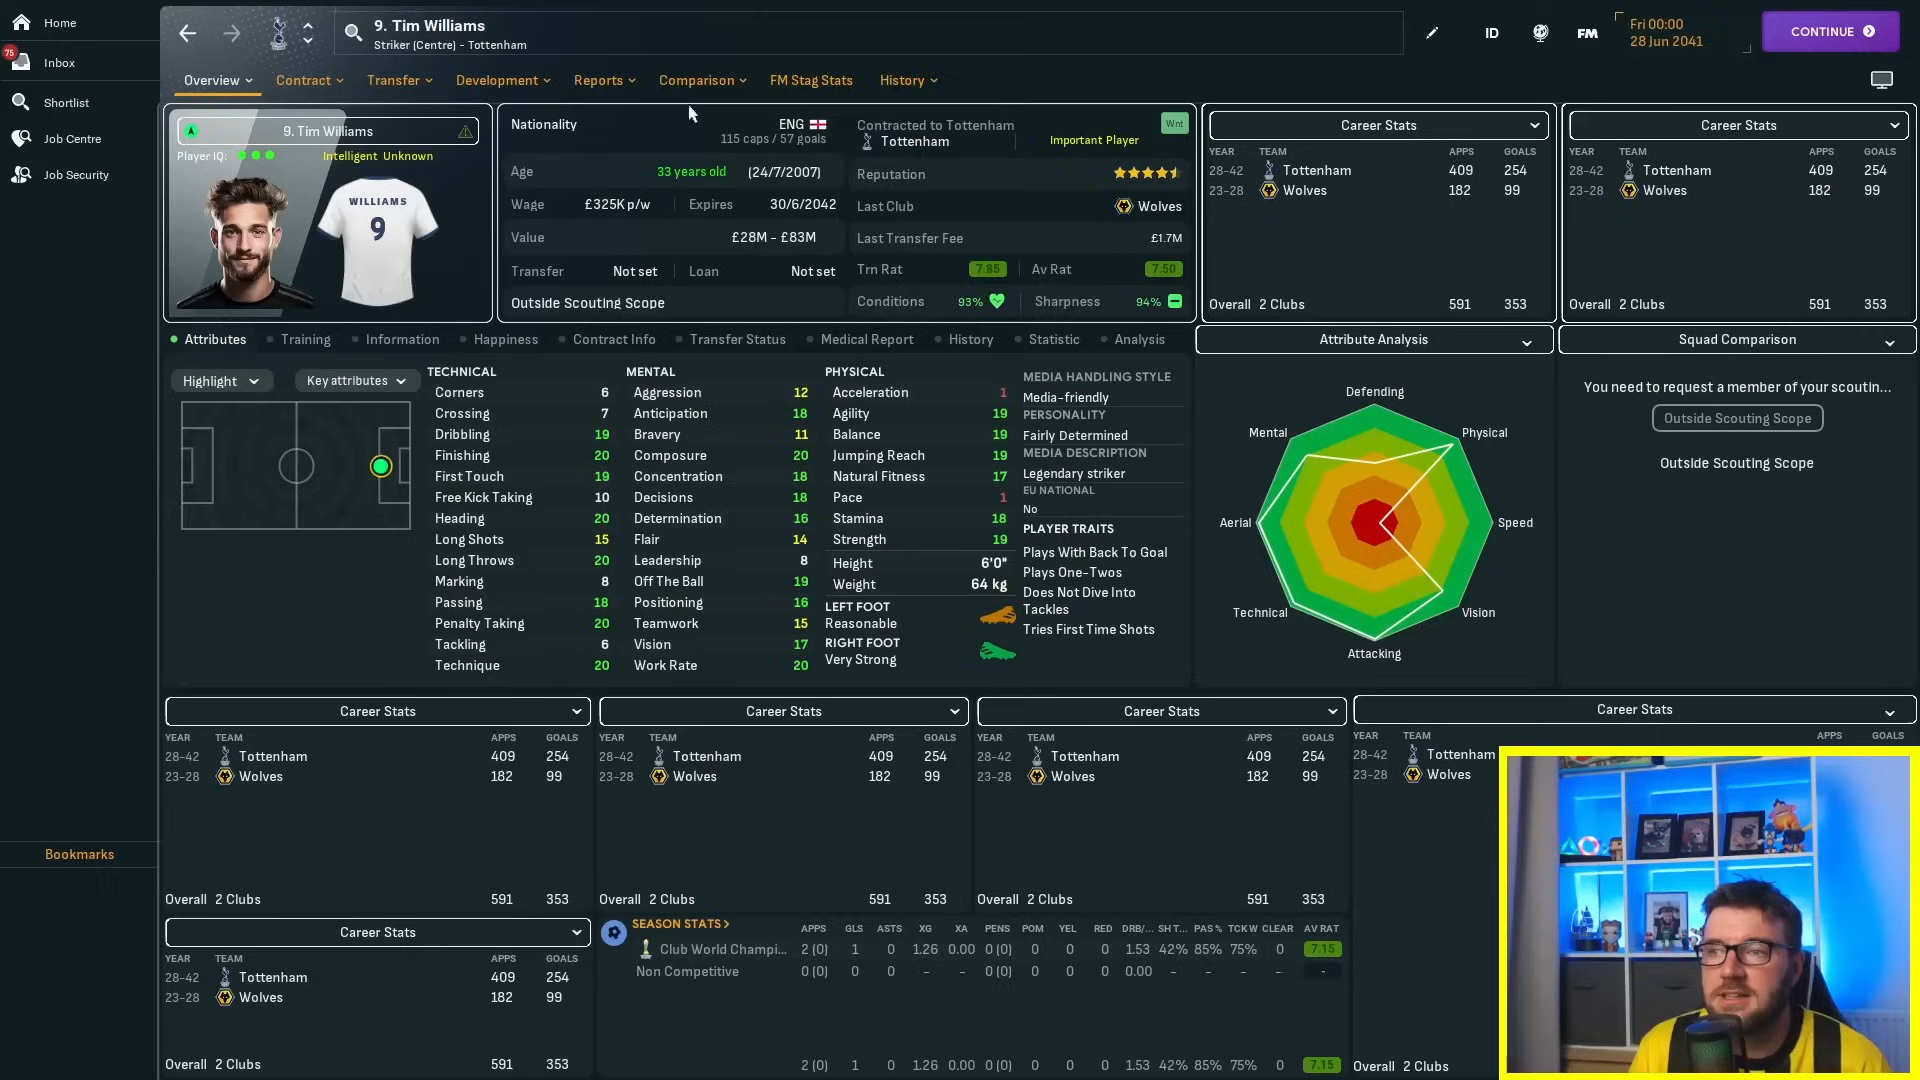 Home
75
Inbox
Shortlist
Job Centre
Job Security
Bookmarks
9. Tim Williams
Striker (Centre) - Tottenham
ID
FM
Fri 00:00
28 Jun 2041
CONTINUE
Overview
Contract
Transfer
Development
Reports
Comparison
FM Stag Stats
History
9. Tim Williams
Player IQ:
Intelligent Unknown
WILLIAMS
9
Nationality
ENG
115 caps / 57 goals
Age
33 years old
(24/7/2007)
Wage
£325K p/w
Expires
30/6/2042
Value
£28M - £83M
Transfer
Not set
Loan
Not set
Outside Scouting Scope
Contracted to Tottenham
Tottenham
Important Player
Wnt
Reputation
Last Club
Wolves
Last Transfer Fee
£1.7M
Trn Rat
7.85
Av Rat
7.50
Conditions
93%
Sharpness
94%
Career Stats
YEAR TEAM APPS GOALS
28-42 Tottenham 409 254
23-28 Wolves 182 99
Overall 2 Clubs 591 353
Career Stats
YEAR TEAM APPS GOALS
28-42 Tottenham 409 254
23-28 Wolves 182 99
Overall 2 Clubs 591 353
Attributes
Training
Information
Happiness
Contract Info
Transfer Status
Medical Report
History
Statistic
Analysis
Highlight
Key attributes
TECHNICAL
Corners 6
Crossing 7
Dribbling 19
Finishing 20
First Touch 19
Free Kick Taking 10
Heading 20
Long Shots 15
Long Throws 20
Marking 8
Passing 18
Penalty Taking 20
Tackling 6
Technique 20
MENTAL
Aggression 12
Anticipation 18
Bravery 11
Composure 20
Concentration 18
Decisions 18
Determination 16
Flair 14
Leadership 8
Off The Ball 19
Positioning 16
Teamwork 15
Vision 17
Work Rate 20
PHYSICAL
Acceleration 1
Agility 19
Balance 19
Jumping Reach 19
Natural Fitness 17
Pace 1
Stamina 18
Strength 19
Height 6'0"
Weight 64 kg
LEFT FOOT
Reasonable
RIGHT FOOT
Very Strong
MEDIA HANDLING STYLE
Media-friendly
PERSONALITY
Fairly Determined
MEDIA DESCRIPTION
Legendary striker
EU NATIONAL
No
PLAYER TRAITS
Plays With Back To Goal
Plays One-Twos
Does Not Dive Into
Tackles
Tries First Time Shots
Attribute Analysis
Defending
Mental
Physical
Aerial
Speed
Technical
Vision
Attacking
Squad Comparison
You need to request a member of your scoutin...
Outside Scouting Scope
Outside Scouting Scope
Career Stats
YEAR TEAM APPS GOALS
28-42 Tottenham 409 254
23-28 Wolves 182 99
Overall 2 Clubs 591 353
Career Stats
YEAR TEAM APPS GOALS
28-42 Tottenham 409 254
23-28 Wolves 182 99
Overall 2 Clubs 591 353
Career Stats
YEAR TEAM APPS GOALS
28-42 Tottenham 409 254
23-28 Wolves 182 99
Overall 2 Clubs 591 353
Career Stats
YEAR TEAM APPS GOALS
28-42 Tottenham
23-28 Wolves
Overall 2 Clubs
Career Stats
YEAR TEAM APPS GOALS
28-42 Tottenham 409 254
23-28 Wolves 182 99
Overall 2 Clubs 591 353
SEASON STATS >
APPS GLS ASTS XG XA PENS POM YEL RED DRB/... SH T... PAS % TCK W CLEAR AV RAT
Club World Champi... 2 (0) 1 0 1.26 0.00 0 (0) 0 0 0 1.53 42% 85% 75% 0 7.15
Non Competitive 0 (0) 0 0 - - 0 (0) 0 0 0 0.00 - - - 0 -
2 (0) 1 0 1.26 0.00 0 (0) 0 0 0 1.53 42% 85% 75% 0 7.15